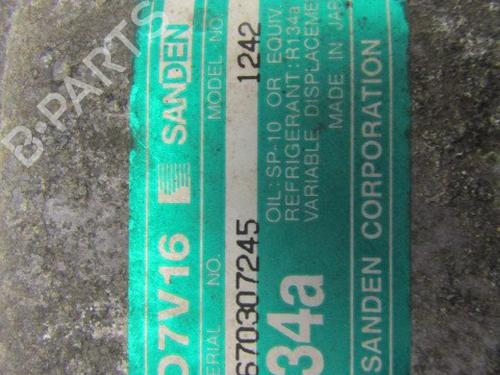 SANDEN
D7V16
MODEL NO.
1242
SERIAL NO.
670307245
OIL: SP-10 OR EQUIV.
REFRIGERANT: R134a
VARIABLE DISPLACEME
MADE IN JAP
34a
SANDEN CORPORATION
B-PARTS